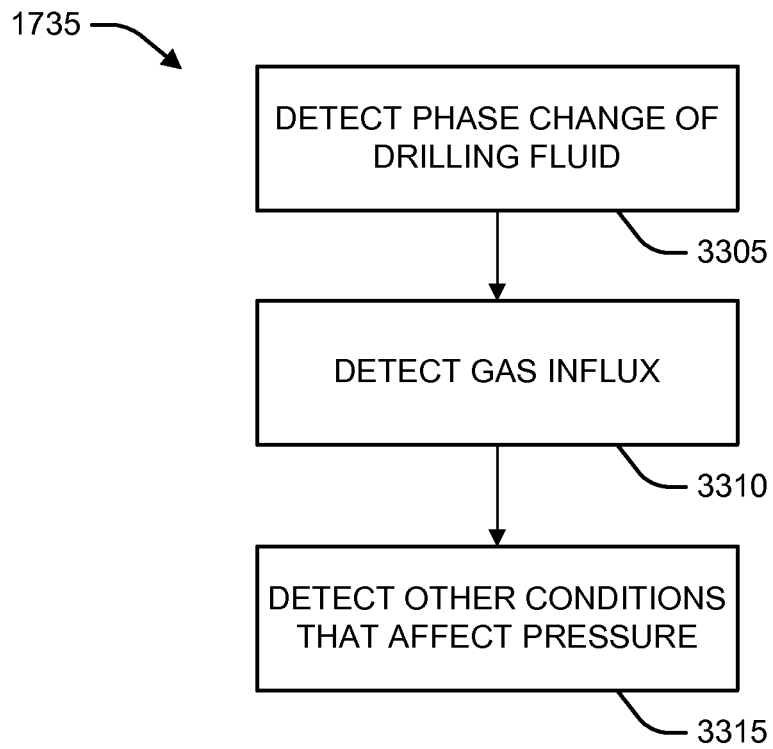 1735
DETECT PHASE CHANGE OF
DRILLING FLUID
3305
DETECT GAS INFLUX
3310
DETECT OTHER CONDITIONS
THAT AFFECT PRESSURE
3315